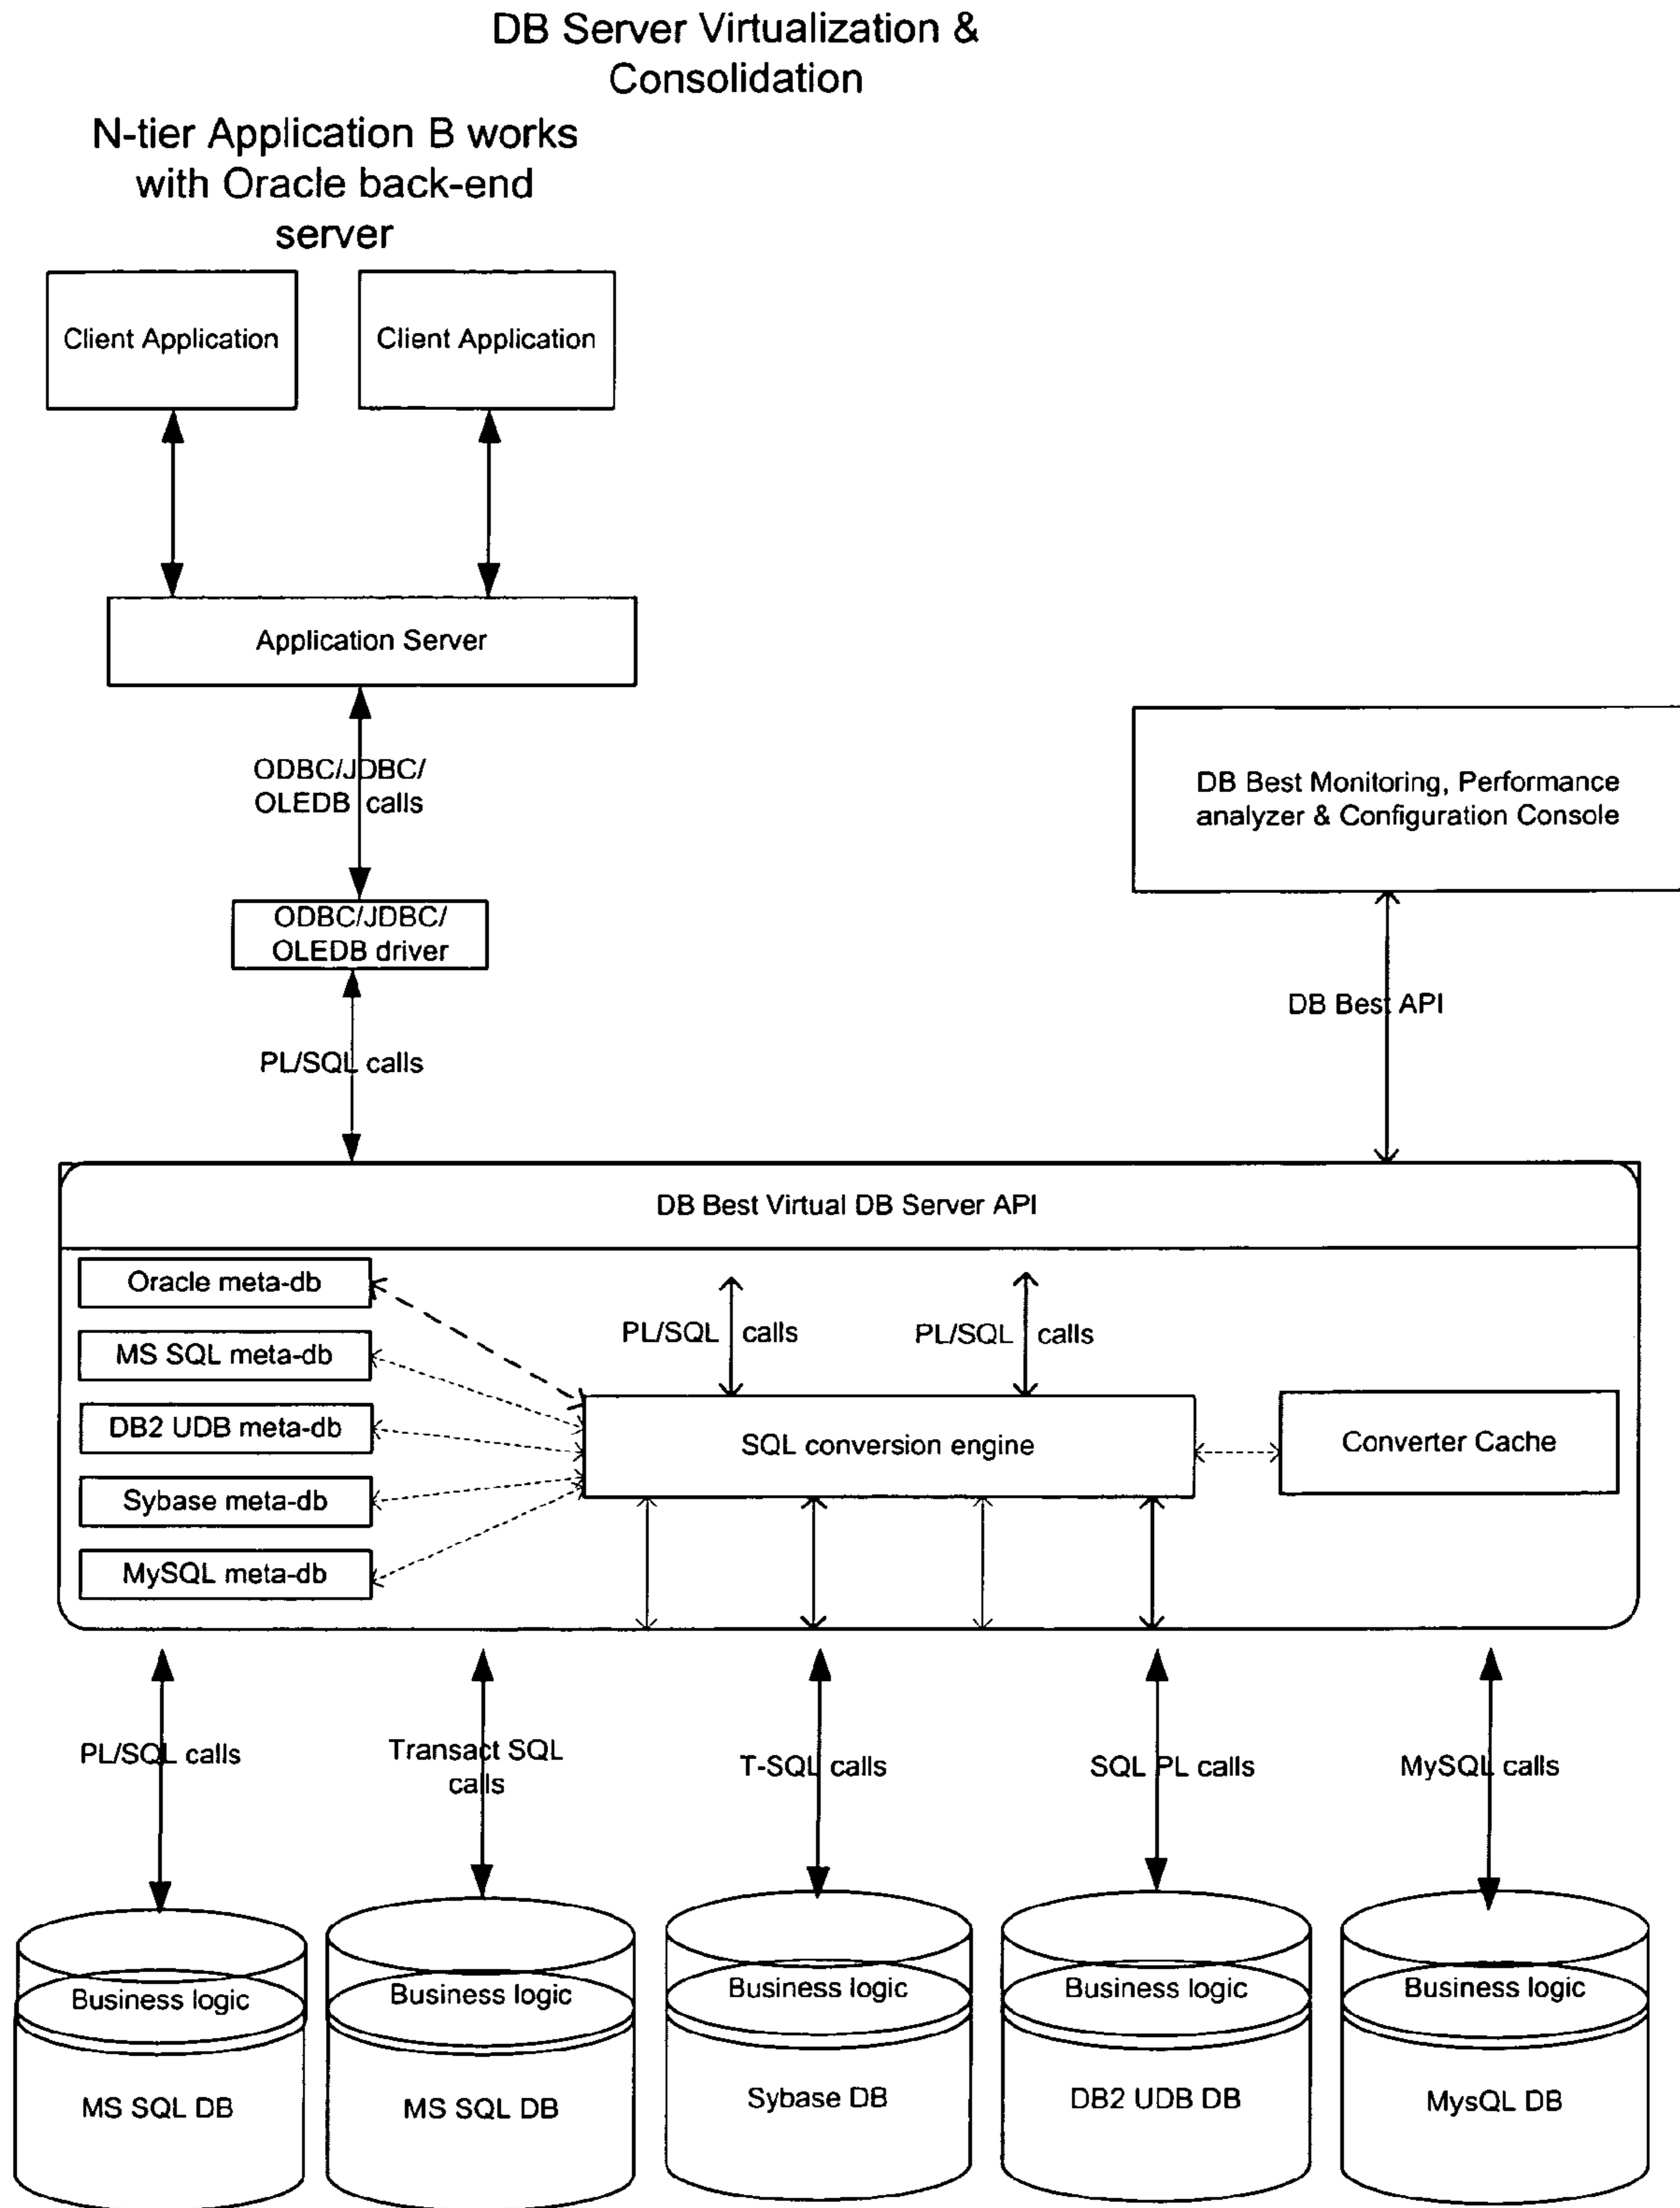 DB Server Virtualization &
Consolidation
N-tier Application B works
with Oracle back-end
server
Client Application
Client Application
Application Server
ODBC/JDBC/
OLEDB calls
DB Best Monitoring, Performance
analyzer & Configuration Console
ODBC/JDBC/
OLEDB driver
DB Best API
PL/SQL calls
DB Best Virtual DB Server API
Oracle meta-db
MS SQL meta-db
DB2 UDB meta-db
Sybase meta-db
MySQL meta-db
PL/SQL calls
PL/SQL calls
SQL conversion engine
Converter Cache
PL/SQL calls
Transact SQL
calls
T-SQL calls
SQL PL calls
MySQL calls
Business logic
Business logic
Business logic
Business logic
Business logic
MS SQL DB
MS SQL DB
Sybase DB
DB2 UDB DB
MysQL DB